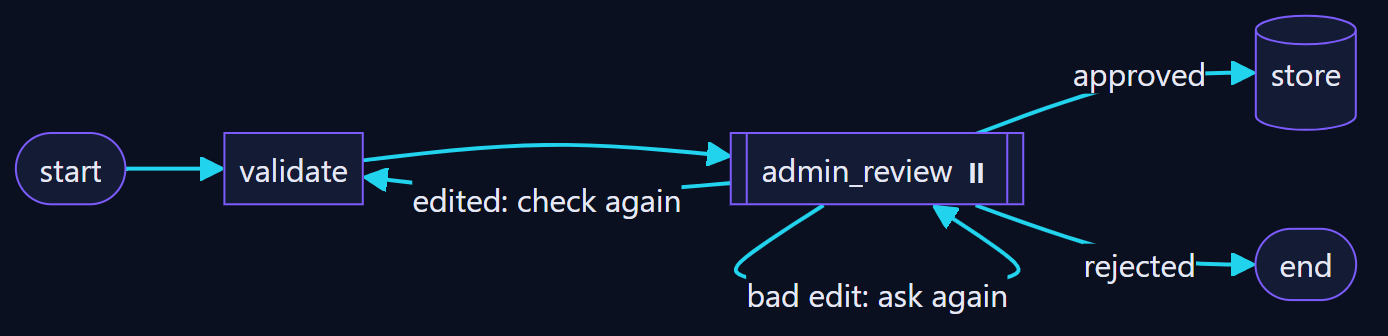 start
validate
edited: check again
admin_review ⏸
bad edit: ask again
approved
store
rejected
end